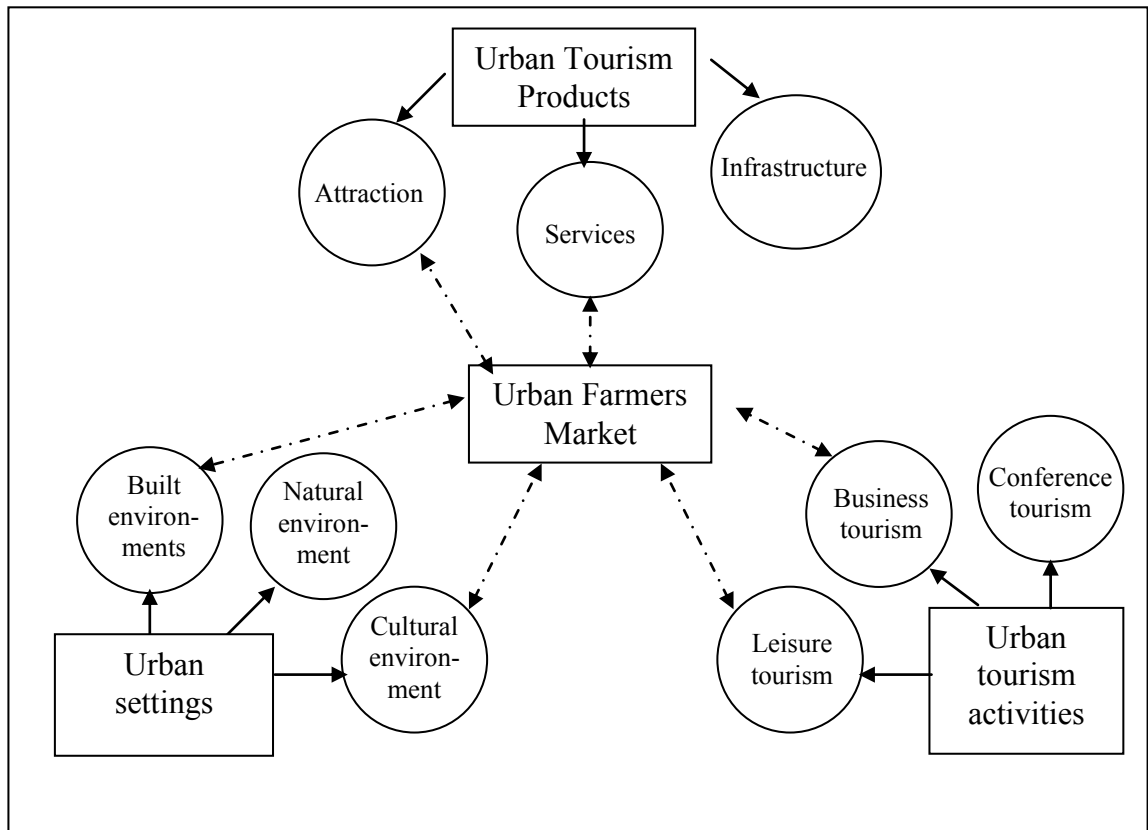 Urban Tourism
Products
Attraction
Services
Infrastructure
Urban Farmers
Market
Built
environ-
ments
Natural
environ-
ment
Cultural
environ-
ment
Urban
settings
Business
tourism
Conference
tourism
Leisure
tourism
Urban
tourism
activities